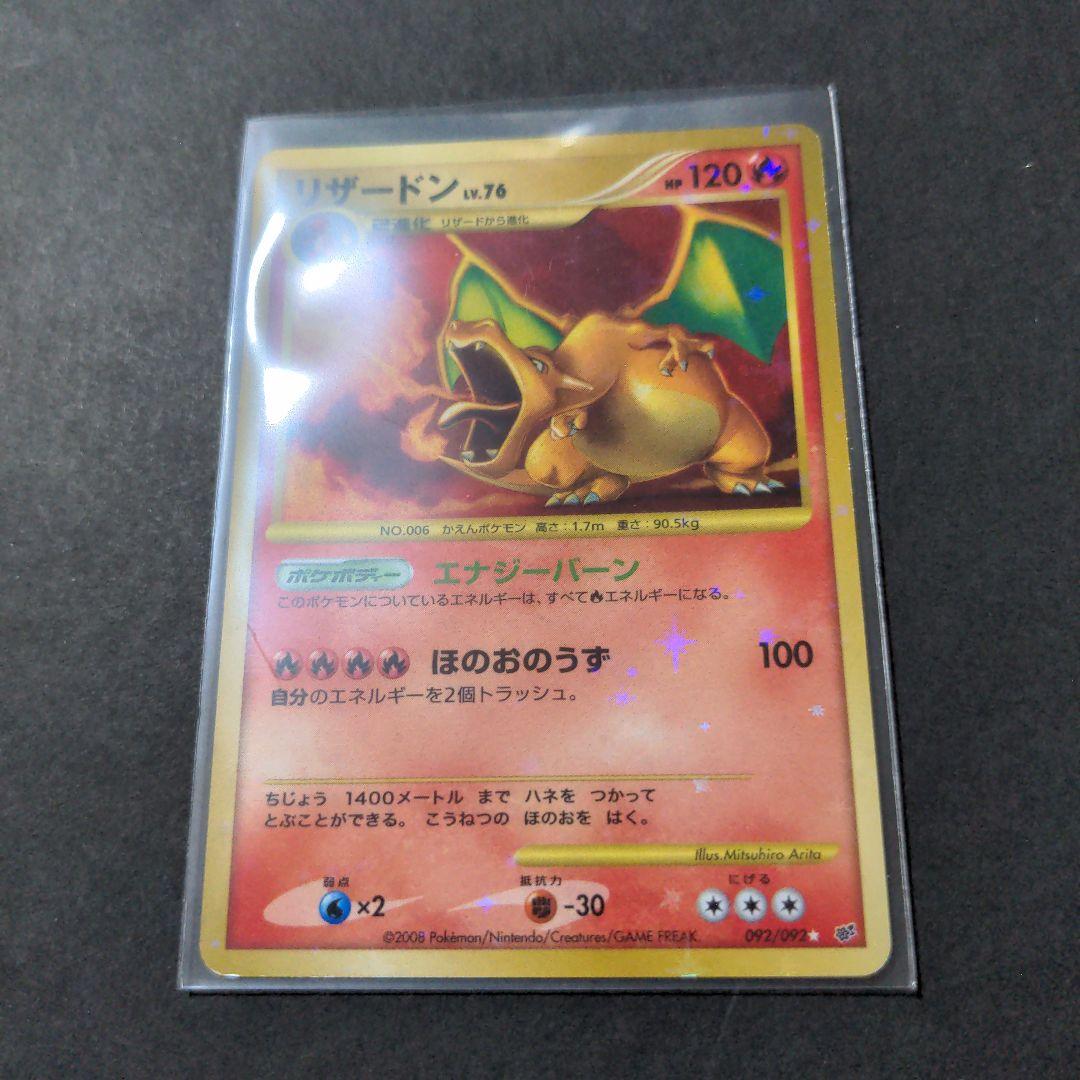 リザードン LV.76 HP 120
2進化 リザードから進化
NO.006 かえんポケモン 高さ：1.7m 重さ：90.5kg
ポケボディー エナジーバーン
このポケモンについているエネルギーは、すべてエネルギーになる。
ほのおのうず 100
自分のエネルギーを2個トラッシュ。
ちじょう 1400メートル まで ハネを つかって
とぶことができる。 こうねつの ほのおを はく。
Illus.Mitsuhiro Arita
弱点 抵抗力 にげる
×2 -30
©2008 Pokémon/Nintendo/Creatures/GAME FREAK. 092/092★